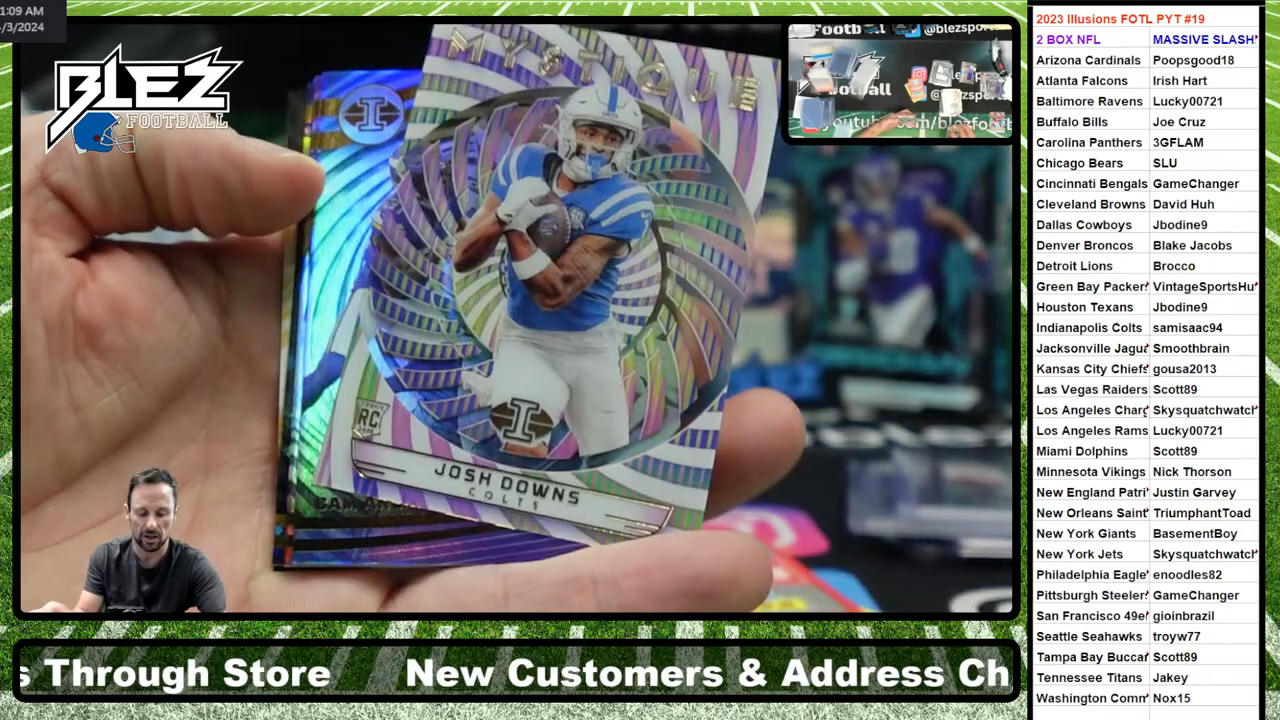 1:09 AM
/3/2024
BLEZ
FOOTBALL
MYSTIQUE
I
RC
I
JOSH DOWNS
COLTS
@blezspor
s Through Store New Customers & Address Ch
2023 Illusions FOTL PYT #19
2 BOX NFL MASSIVE SLASH
Arizona Cardinals Poopsgood18
Atlanta Falcons Irish Hart
Baltimore Ravens Lucky00721
Buffalo Bills Joe Cruz
Carolina Panthers 3GFLAM
Chicago Bears SLU
Cincinnati Bengals GameChanger
Cleveland Browns David Huh
Dallas Cowboys Jbodine9
Denver Broncos Blake Jacobs
Detroit Lions Brocco
Green Bay Packer VintageSportsHu
Houston Texans Jbodine9
Indianapolis Colts samisaac94
Jacksonville Jagua Smoothbrain
Kansas City Chiefs gousa2013
Las Vegas Raiders Scott89
Los Angeles Charg Skysquatchwatch
Los Angeles Rams Lucky00721
Miami Dolphins Scott89
Minnesota Vikings Nick Thorson
New England Patri Justin Garvey
New Orleans Saint TriumphantToad
New York Giants BasementBoy
New York Jets Skysquatchwatch
Philadelphia Eagle enoodles82
Pittsburgh Steeler GameChanger
San Francisco 49e gioinbrazil
Seattle Seahawks troyw77
Tampa Bay Buccar Scott89
Tennessee Titans Jakey
Washington Comm Nox15